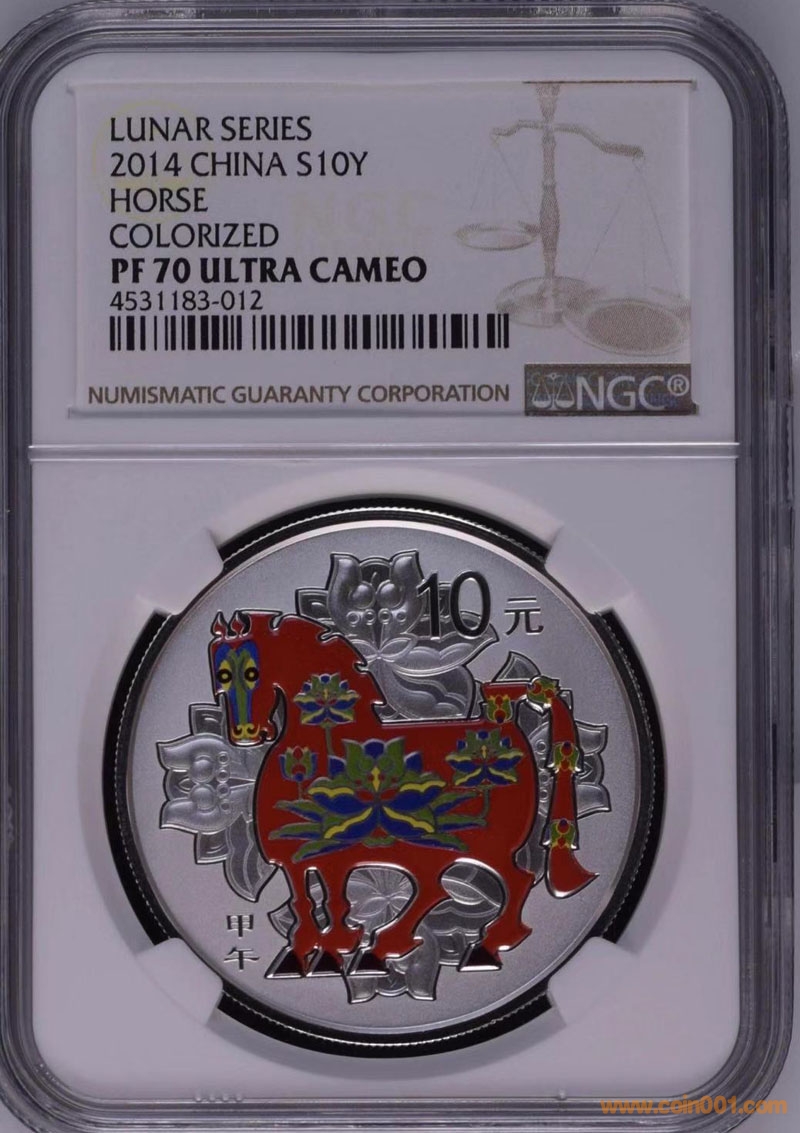 LUNAR SERIES
2014 CHINA S10Y
HORSE
COLORIZED
PF 70 ULTRA CAMEO
4531183-012
NUMISMATIC GUARANTY CORPORATION
NGC®
10元
甲午
www.coin001.com